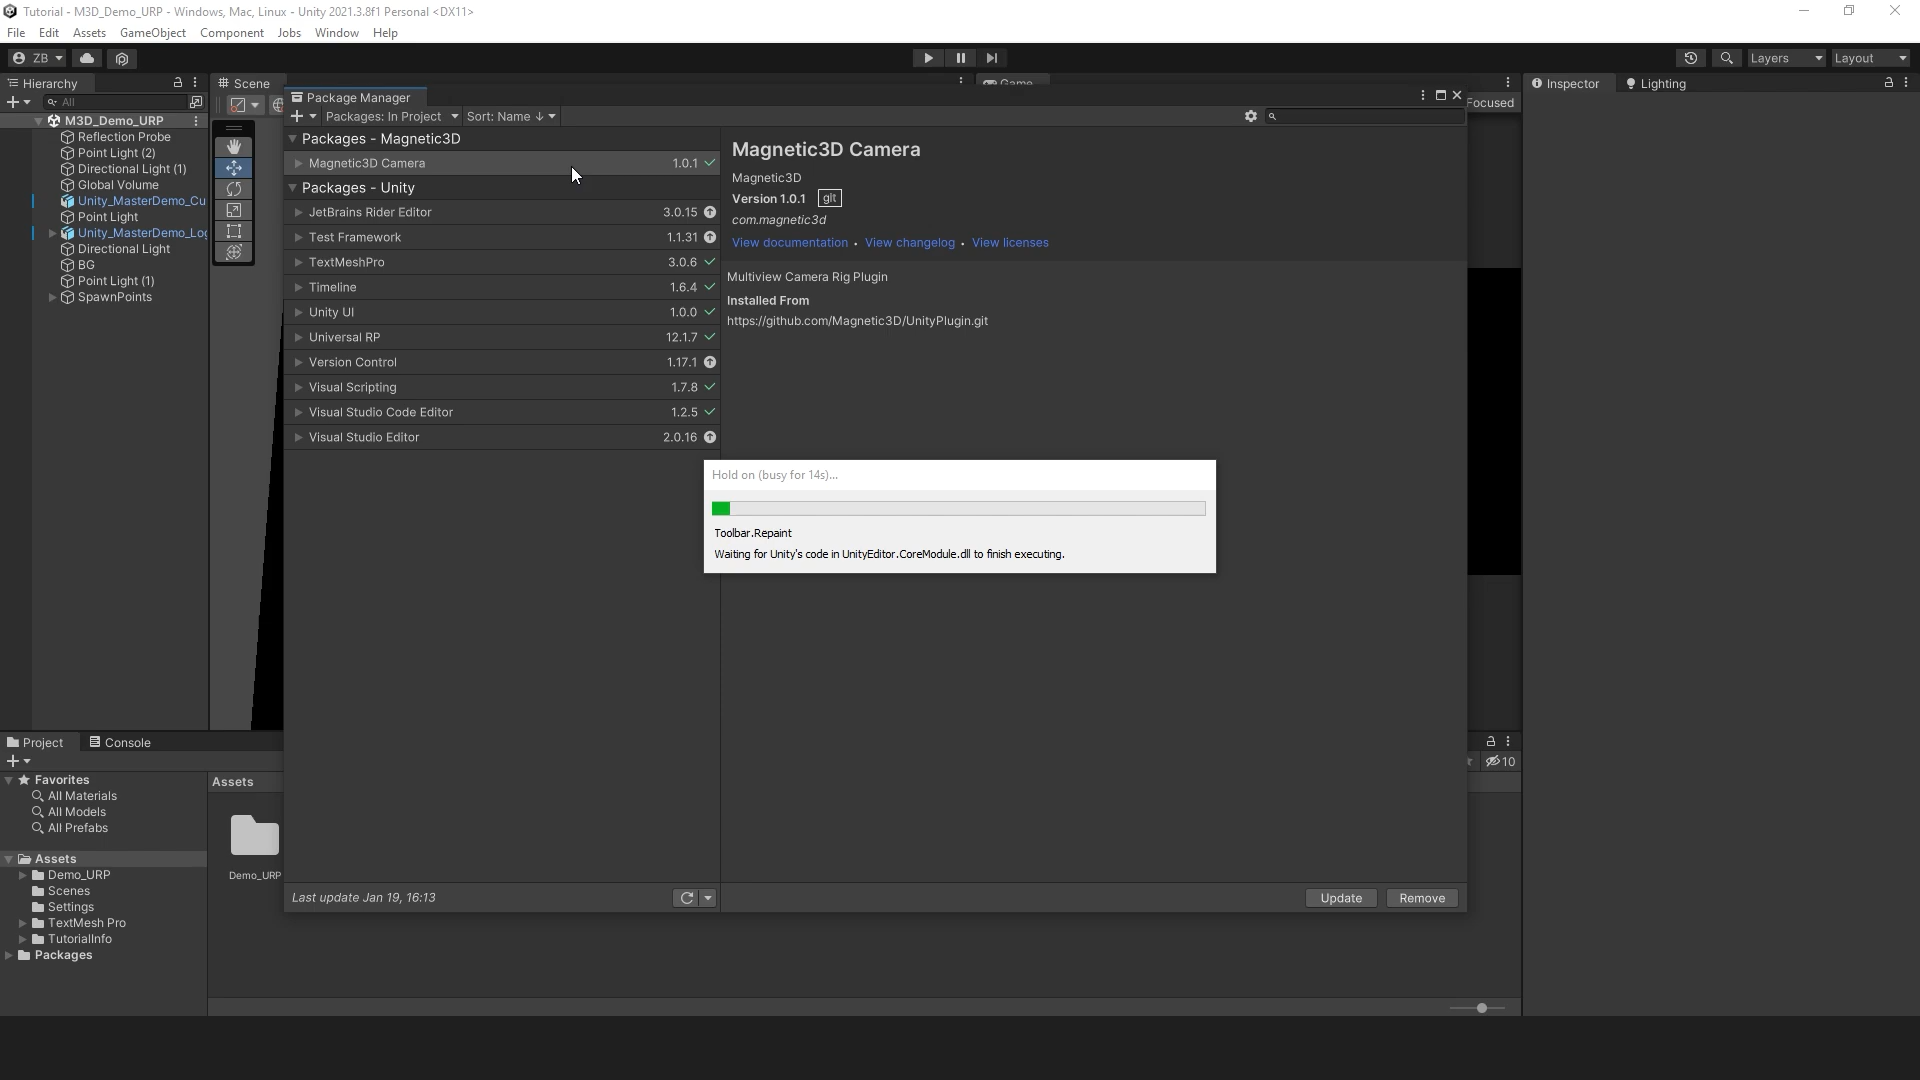 Tutorial - M3D_Demo_URP - Windows, Mac, Linux - Unity 2021.3.8f1 Personal <DX11>
File Edit Assets GameObject Component Jobs Window Help
ZB
Layers
Layout
Hierarchy
Scene
Game
Inspector
Lighting
All
Focused
M3D_Demo_URP
Reflection Probe
Point Light (2)
Directional Light (1)
Global Volume
Unity_MasterDemo_Cu
Point Light
Unity_MasterDemo_Log
Directional Light
BG
Point Light (1)
SpawnPoints
Package Manager
Packages: In Project
Sort: Name ↓
Packages - Magnetic3D
Magnetic3D Camera 1.0.1
Packages - Unity
JetBrains Rider Editor 3.0.15
Test Framework 1.1.31
TextMeshPro 3.0.6
Timeline 1.6.4
Unity UI 1.0.0
Universal RP 12.1.7
Version Control 1.17.1
Visual Scripting 1.7.8
Visual Studio Code Editor 1.2.5
Visual Studio Editor 2.0.16
Last update Jan 19, 16:13
Magnetic3D Camera
Magnetic3D
Version 1.0.1 git
com.magnetic3d
View documentation • View changelog • View licenses
Multiview Camera Rig Plugin
Installed From
https://github.com/Magnetic3D/UnityPlugin.git
Update
Remove
Hold on (busy for 14s)...
Toolbar.Repaint
Waiting for Unity's code in UnityEditor.CoreModule.dll to finish executing.
Project
Console
10
Favorites
All Materials
All Models
All Prefabs
Assets
Demo_URP
Scenes
Settings
TextMesh Pro
TutorialInfo
Packages
Assets
Demo_URP